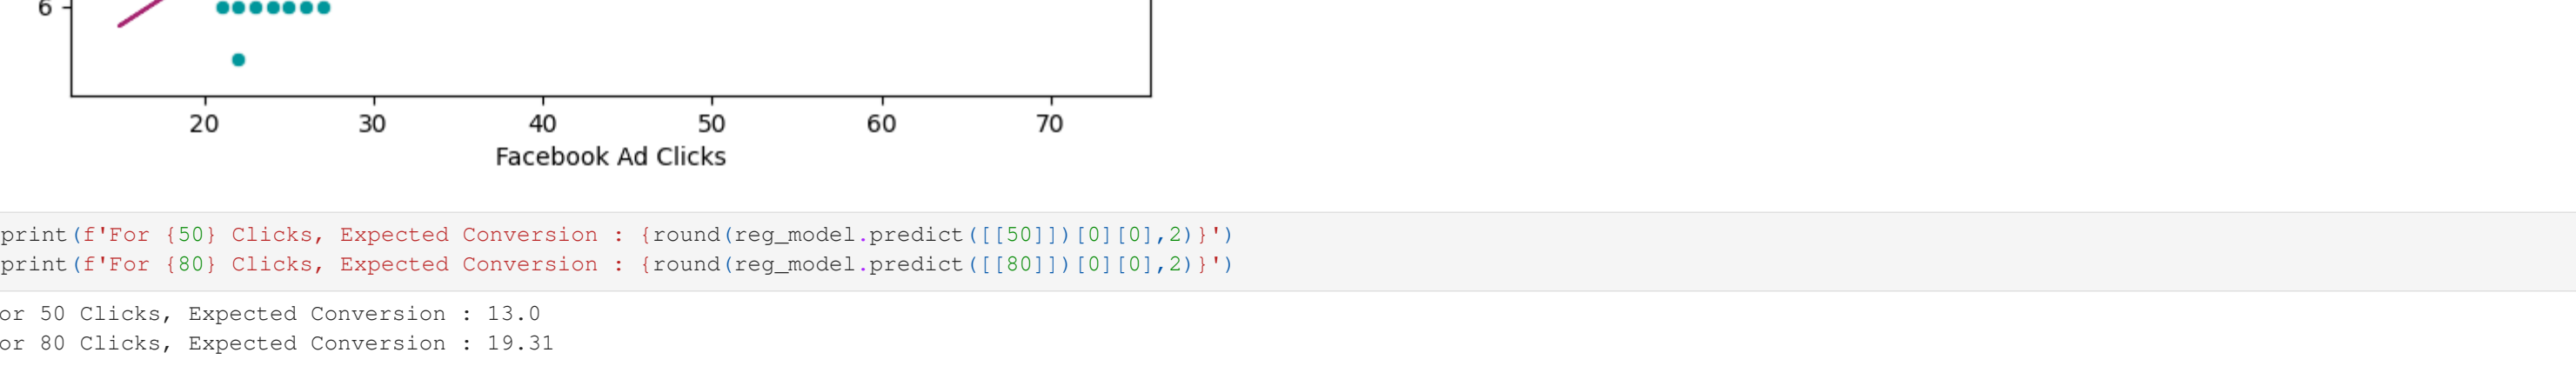 6
20 30 40 50 60 70
Facebook Ad Clicks
print(f'For {50} Clicks, Expected Conversion : {round(reg_model.predict([[50]])[0][0],2)}')
print(f'For {80} Clicks, Expected Conversion : {round(reg_model.predict([[80]])[0][0],2)}')
or 50 Clicks, Expected Conversion : 13.0
or 80 Clicks, Expected Conversion : 19.31